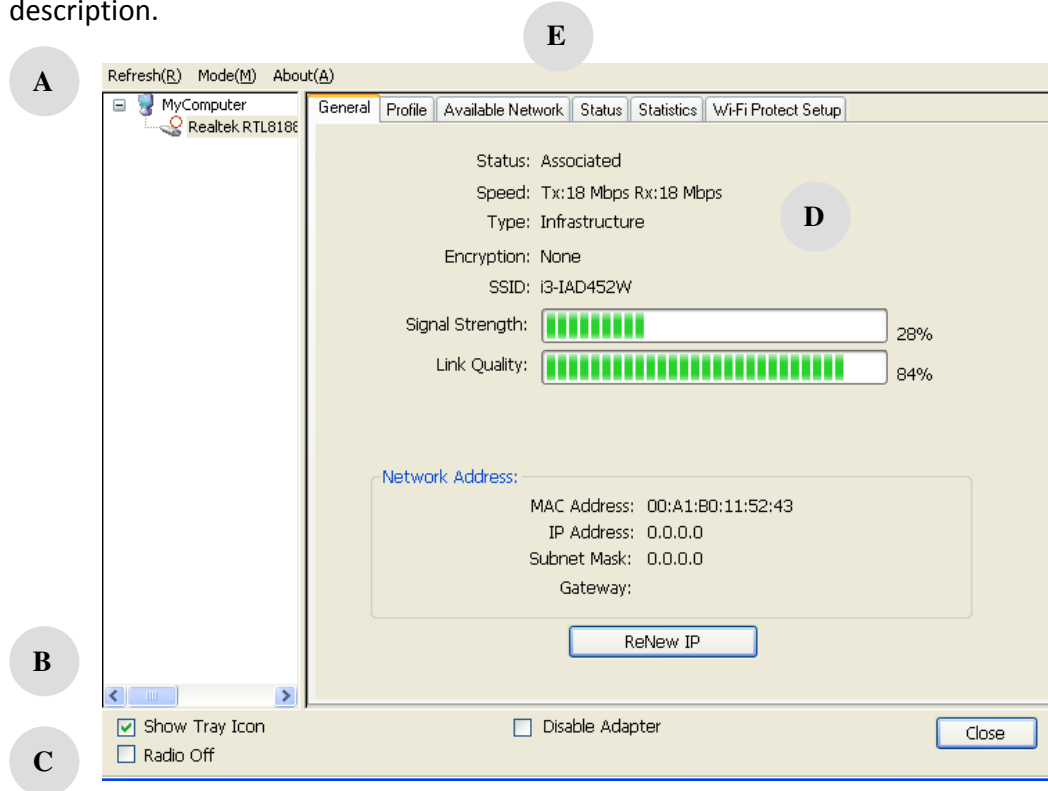 description.
E
A
Refresh(R) Mode(M) About(A)
MyComputer
Realtek RTL8188
General Profile Available Network Status Statistics Wi-Fi Protect Setup
Status: Associated
Speed: Tx:18 Mbps Rx:18 Mbps
D
Type: Infrastructure
Encryption: None
SSID: i3-IAD452W
Signal Strength: 28%
Link Quality: 84%
Network Address:
MAC Address: 00:A1:B0:11:52:43
IP Address: 0.0.0.0
Subnet Mask: 0.0.0.0
Gateway:
ReNew IP
B
Show Tray Icon
Disable Adapter
Close
Radio Off
C